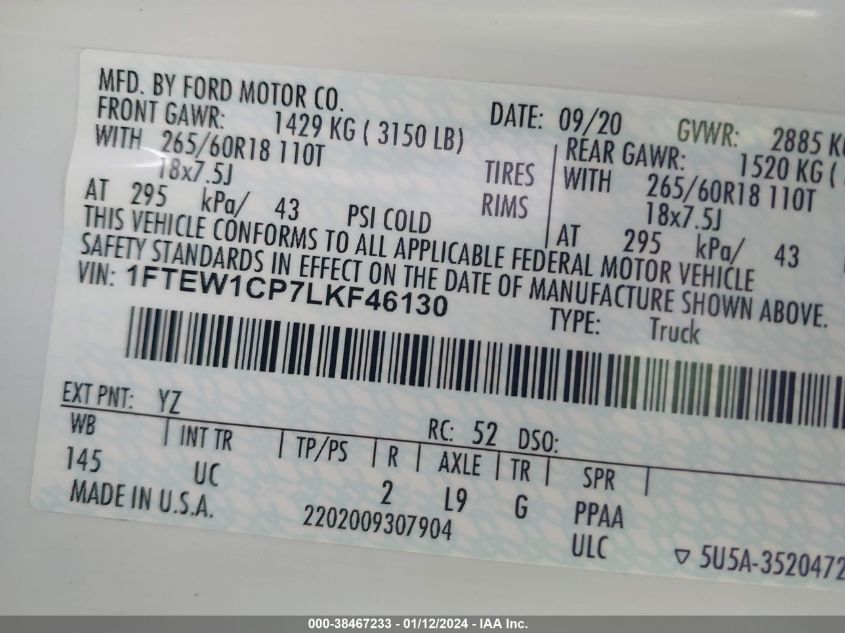 MFD. BY FORD MOTOR CO.
DATE: 09/20 GVWR: 2885 KG
FRONT GAWR: 1429 KG ( 3150 LB) REAR GAWR: 1520 KG (
WITH 265/60R18 110T TIRES WITH 265/60R18 110T
18x7.5J RIMS 18x7.5J
AT 295 kPa/ 43 PSI COLD AT 295 kPa/ 43
THIS VEHICLE CONFORMS TO ALL APPLICABLE FEDERAL MOTOR VEHICLE
SAFETY STANDARDS IN EFFECT ON THE DATE OF MANUFACTURE SHOWN ABOVE.
VIN: 1FTEW1CP7LKF46130
TYPE: Truck
EXT PNT: YZ RC: 52 DSO:
WB INT TR TP/PS R AXLE TR SPR
145 UC 2 L9 G PPAA
MADE IN U.S.A. 2202009307904 ULC
▽ 5U5A-3520472
000-38467233 - 01/12/2024 - IAA Inc.